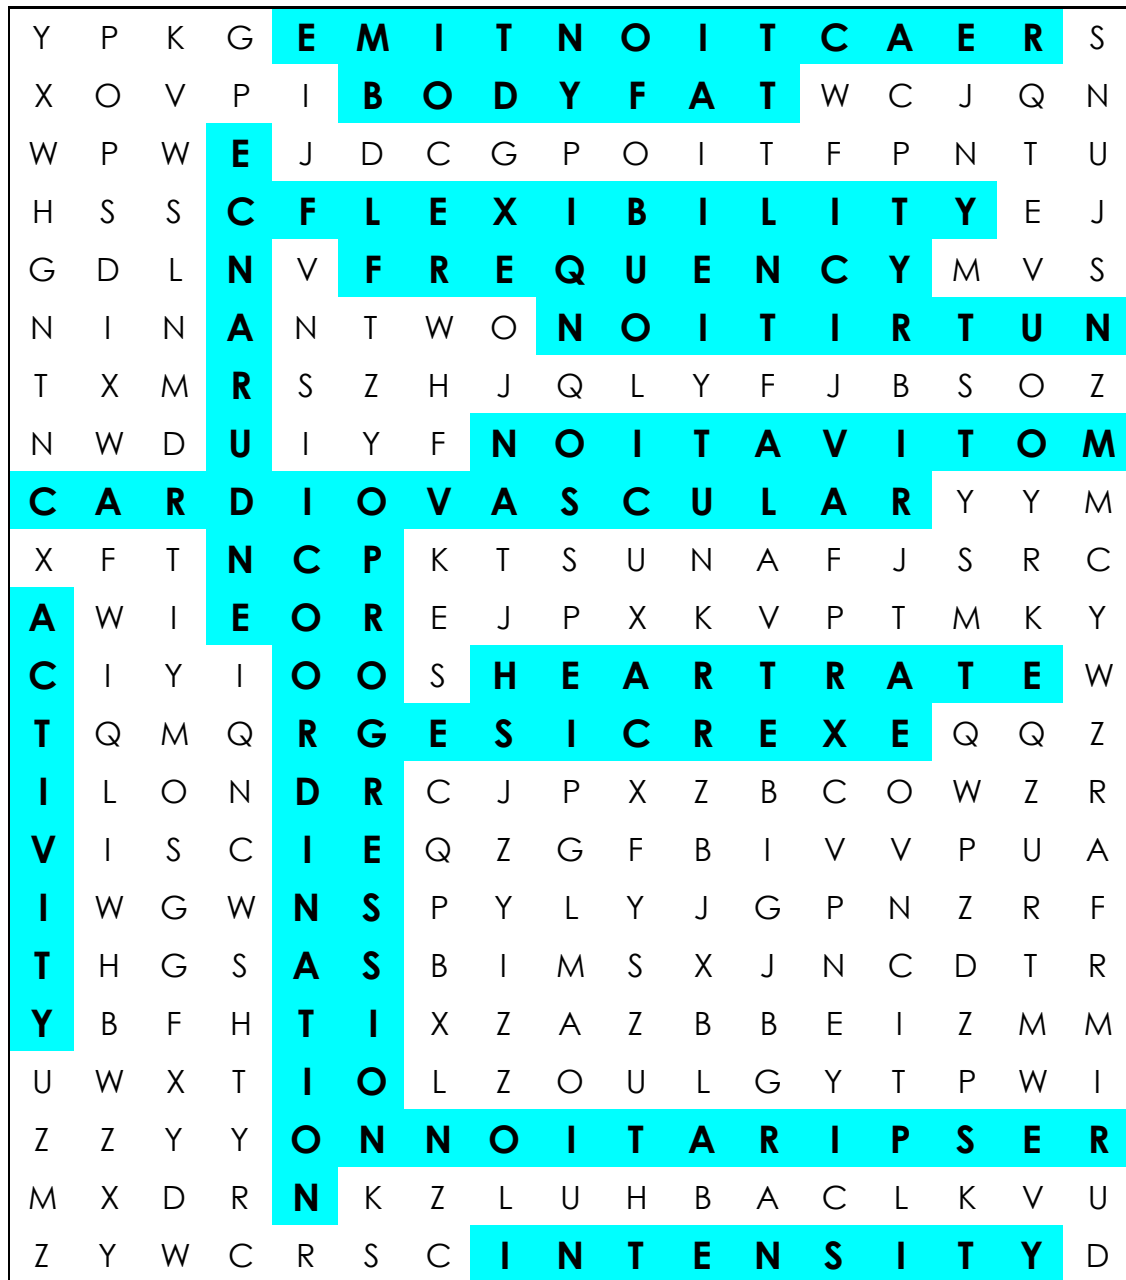 Y P K G E M I T N O I T C A E R S
X O V P I B O D Y F A T W C J Q N
W P W E J D C G P O I T F P N T U
H S S C F L E X I B I L I T Y E J
G D L N V F R E Q U E N C Y M V S
N I N A N T W O N O I T I R T U N
T X M R S Z H J Q L Y F J B S O Z
N W D U I Y F N O I T A V I T O M
C A R D I O V A S C U L A R Y Y M
X F T N C P K T S U N A F J S R C
A W I E O R E J P X K V P T M K Y
C I Y I O O S H E A R T R A T E W
T Q M Q R G E S I C R E X E Q Q Z
I L O N D R C J P X Z B C O W Z R
V I S C I E Q Z G F B I V V P U A
I W G W N S P Y L Y J G P N Z R F
T H G S A S B I M S X J N C D T R
Y B F H T I X Z A Z B B E I Z M M
U W X T I O L Z O U L G Y T P W I
Z Z Y Y O N N O I T A R I P S E R
M X D R N K Z L U H B A C L K V U
Z Y W C R S C I N T E N S I T Y D